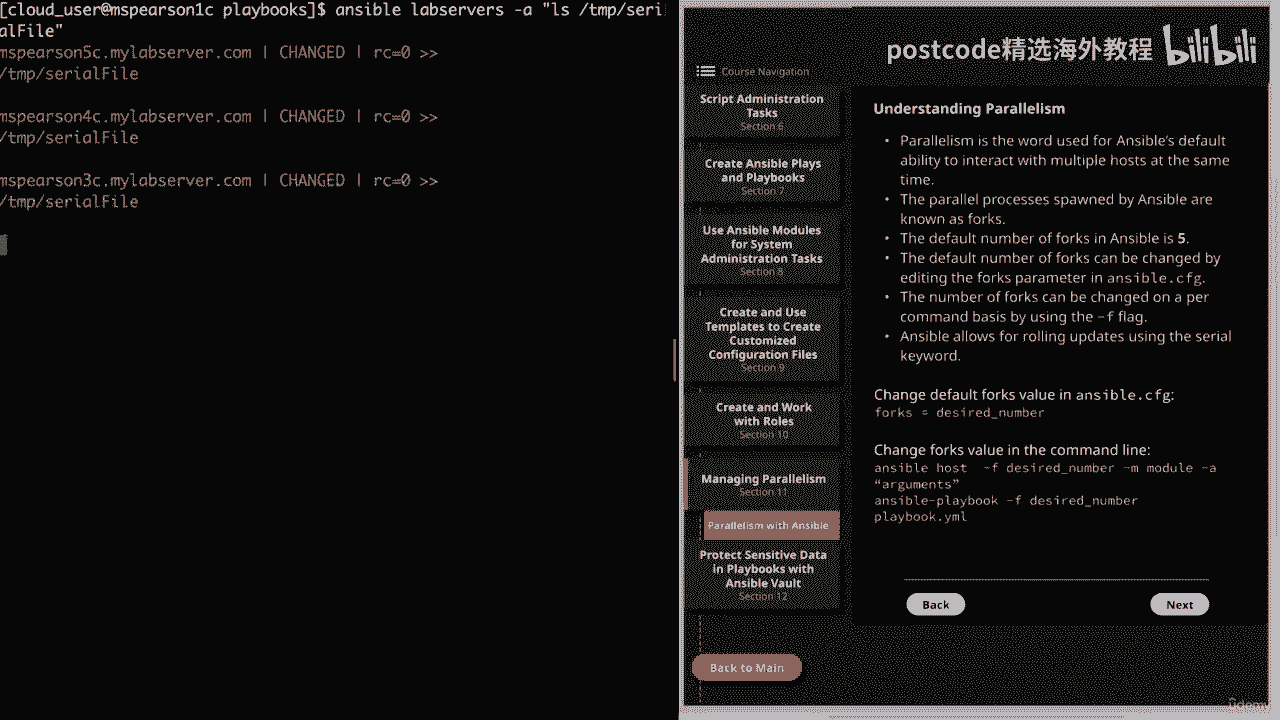 [cloud_user@mspearson1c playbooks]$ ansible labservers -a "ls /tmp/seri
alFile"
mspearson5c.mylabserver.com | CHANGED | rc=0 >>
/tmp/serialFile
mspearson4c.mylabserver.com | CHANGED | rc=0 >>
/tmp/serialFile
mspearson3c.mylabserver.com | CHANGED | rc=0 >>
/tmp/serialFile
postcode精选海外教程 bilibili
Course Navigation
Script Administration
Tasks
Section 6
Create Ansible Plays
and Playbooks
Section 7
Use Ansible Modules
for System
Administration Tasks
Section 8
Create and Use
Templates to Create
Customized
Configuration Files
Section 9
Create and Work
with Roles
Section 10
Managing Parallelism
Section 11
Parallelism with Ansible
Protect Sensitive Data
in Playbooks with
Ansible Vault
Section 12
Back to Main
Understanding Parallelism
• Parallelism is the word used for Ansible's default
ability to interact with multiple hosts at the same
time.
• The parallel processes spawned by Ansible are
known as forks.
• The default number of forks in Ansible is 5.
• The default number of forks can be changed by
editing the forks parameter in ansible.cfg.
• The number of forks can be changed on a per
command basis by using the -f flag.
• Ansible allows for rolling updates using the serial
keyword.
Change default forks value in ansible.cfg:
forks = desired_number
Change forks value in the command line:
ansible host -f desired_number -m module -a
“arguments”
ansible-playbook -f desired_number
playbook.yml
Back
Next
ûdemy